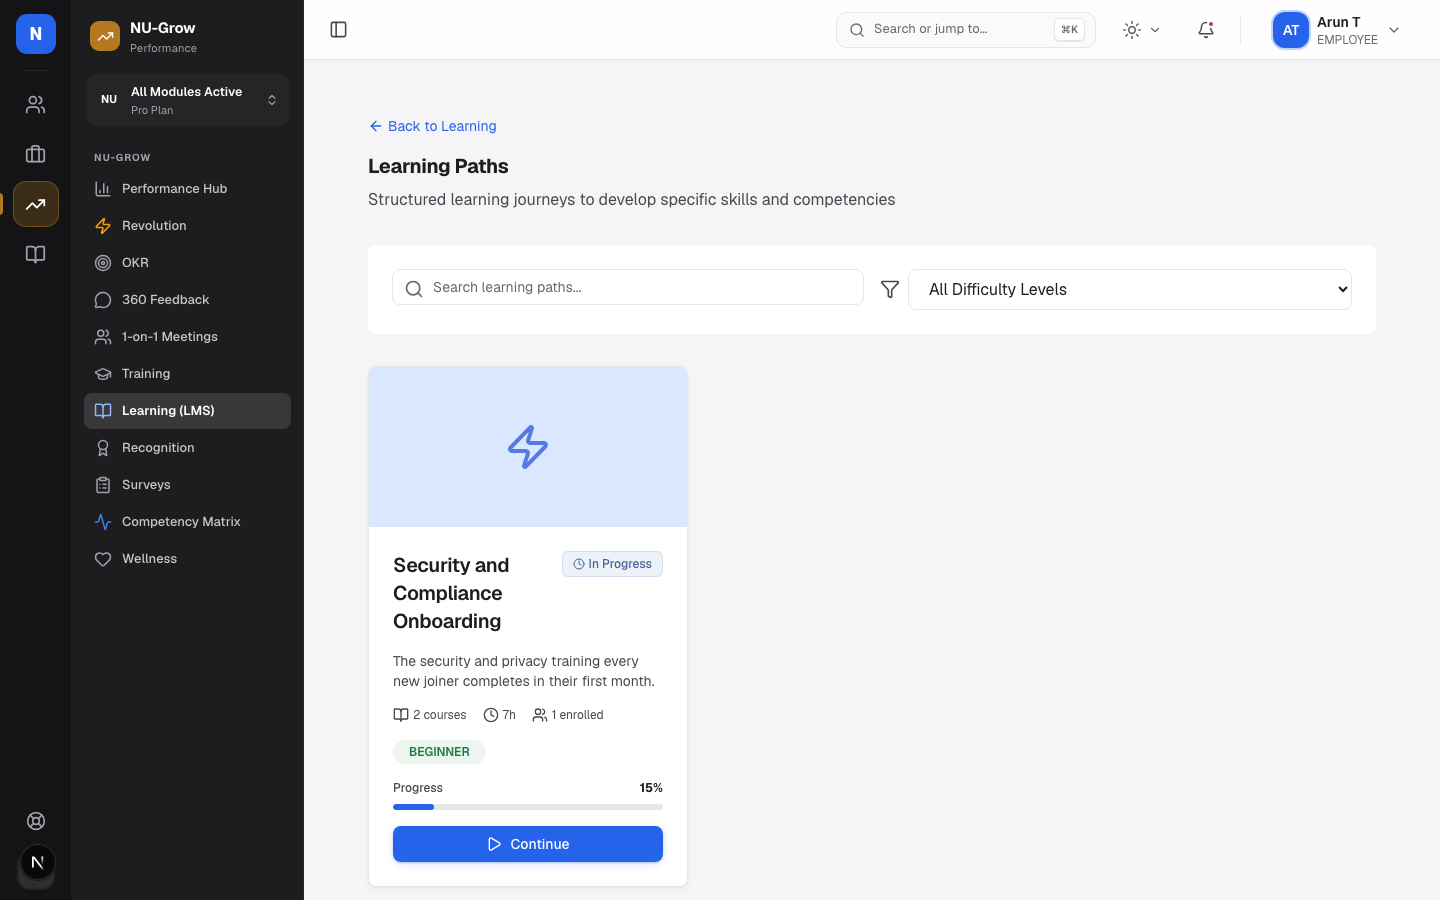 N
NU-Grow
Performance
NU
All Modules Active
Pro Plan
NU-GROW
Performance Hub
Revolution
OKR
360 Feedback
1-on-1 Meetings
Training
Learning (LMS)
Recognition
Surveys
Competency Matrix
Wellness
N
Search or jump to...
⌘K
AT
Arun T
EMPLOYEE
Back to Learning
Learning Paths
Structured learning journeys to develop specific skills and competencies
Search learning paths...
All Difficulty Levels
Security and
Compliance
Onboarding
In Progress
The security and privacy training every
new joiner completes in their first month.
2 courses 7h 1 enrolled
BEGINNER
Progress 15%
Continue